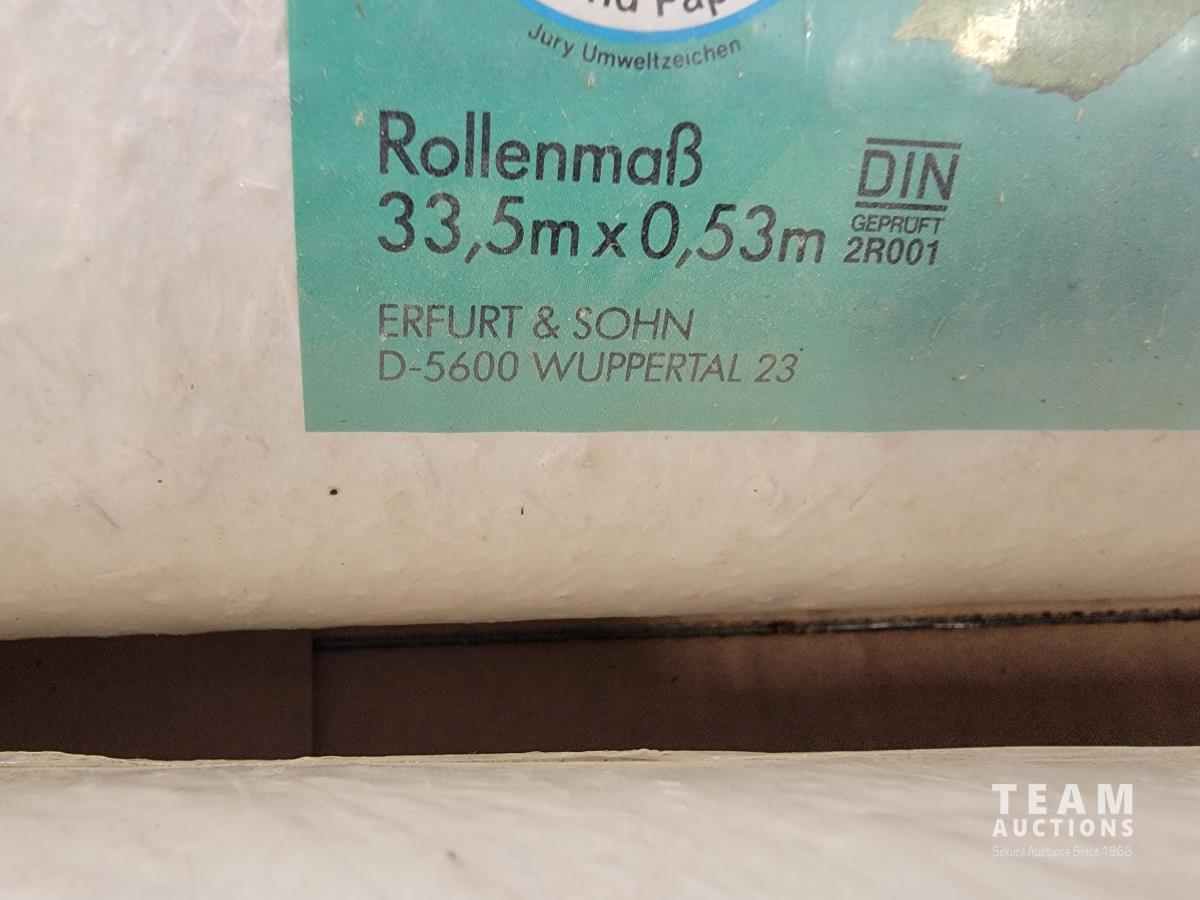 Jury Umweltzeichen
Rollenmaß
33,5m x 0,53m
DIN
GEPRÜFT
2R001
ERFURT & SOHN
D-5600 WUPPERTAL 23
TEAM
AUCTIONS
Sekura Auctions Since 1966